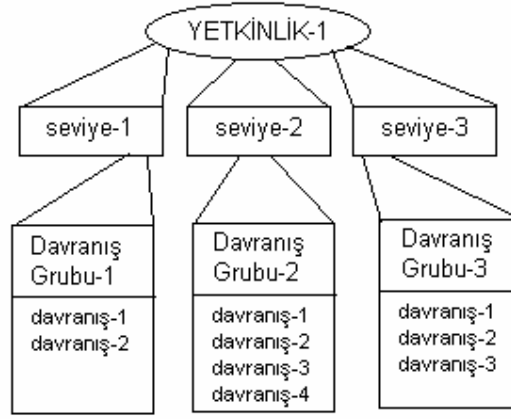 YETKİNLİK-1
seviye-1
seviye-2
seviye-3
Davranış
Grubu-1
davranış-1
davranış-2
Davranış
Grubu-2
davranış-1
davranış-2
davranış-3
davranış-4
Davranış
Grubu-3
davranış-1
davranış-2
davranış-3